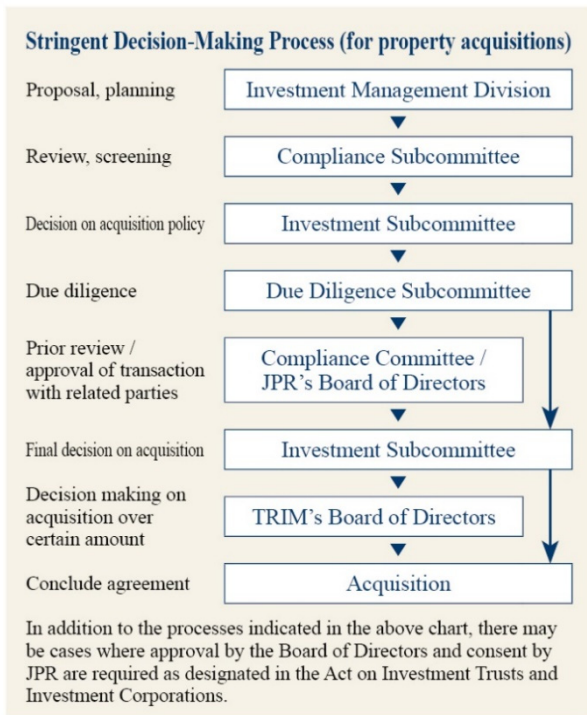 Stringent Decision-Making Process (for property acquisitions)
Proposal, planning
Investment Management Division
Review, screening
Compliance Subcommittee
Decision on acquisition policy
Investment Subcommittee
Due diligence
Due Diligence Subcommittee
Prior review /
approval of transaction
with related parties
Compliance Committee /
JPR's Board of Directors
Final decision on acquisition
Investment Subcommittee
Decision making on
acquisition over
certain amount
TRIM's Board of Directors
Conclude agreement
Acquisition
In addition to the processes indicated in the above chart, there may
be cases where approval by the Board of Directors and consent by
JPR are required as designated in the Act on Investment Trusts and
Investment Corporations.